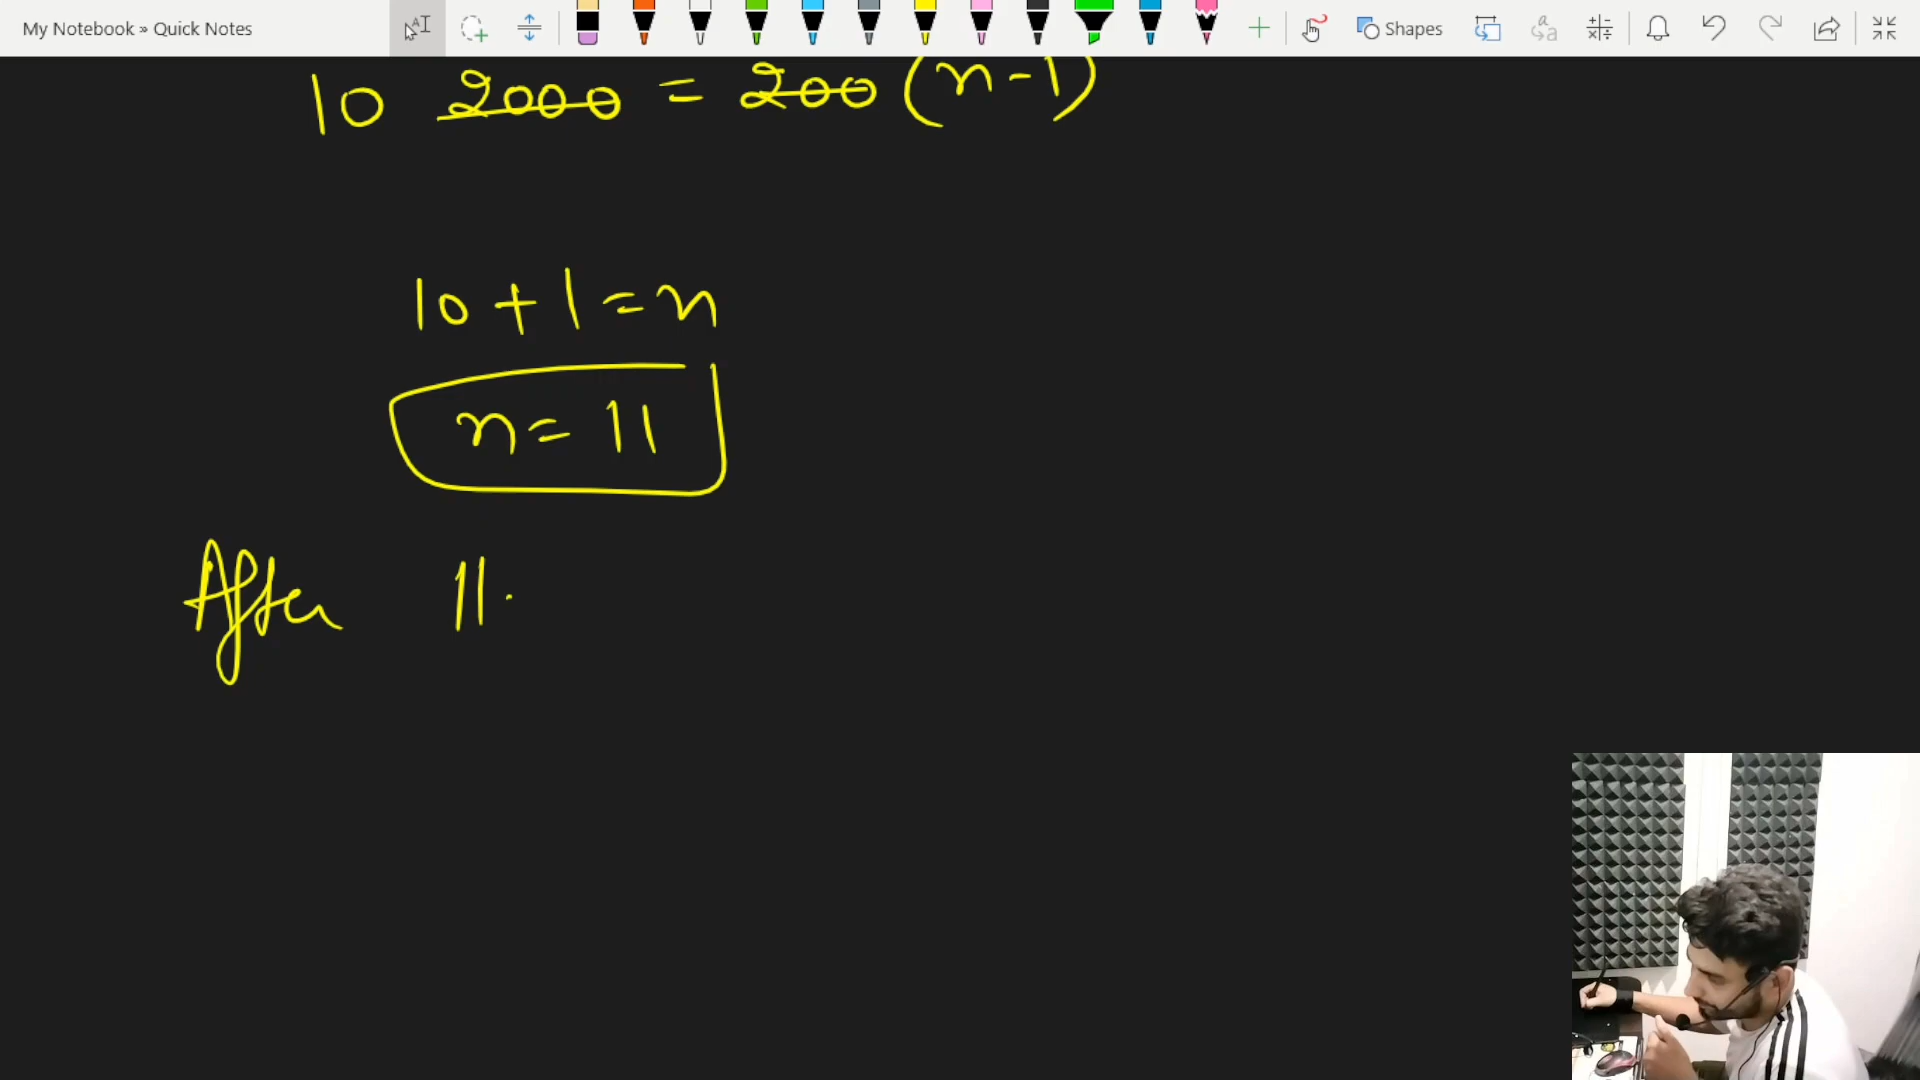 My Notebook » Quick Notes Shapes
10 2000 = 200 (n-1)
10 + 1 = n
n = 11
After 11.